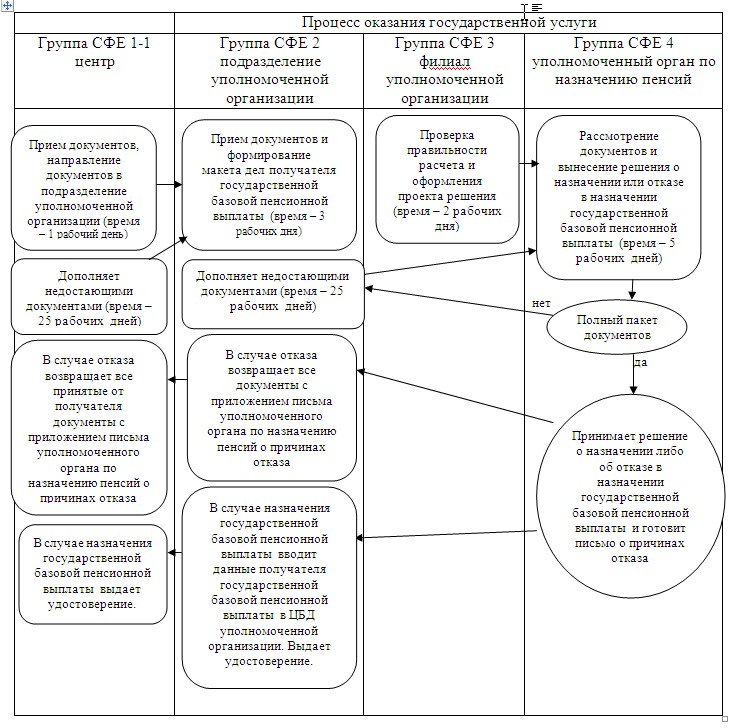 Процесс оказания государственной услуги
Группа СФЕ 1-1
центр
Группа СФЕ 2
подразделение
уполномоченной
организации
Группа СФЕ 3
филиал
уполномоченной
организации
Группа СФЕ 4
уполномоченный орган по
назначению пенсий
Прием документов,
направление
документов в
подразделение
уполномоченной
организации (время
– 1 рабочий день)
Прием документов и
формирование
макета дел получателя
государственной
базовой пенсионной
выплаты (время – 3
рабочих дня)
Проверка
правильности
расчета и
оформления
проекта решения
(время – 2 рабочих
дня)
Рассмотрение
документов и
вынесение решения о
назначении или отказе
в назначении
государственной
базовой пенсионной
выплаты (время – 5
рабочих дней)
Дополняет
недостающими
документами (время –
25 рабочих дней)
Дополняет недостающими
документами (время – 25
рабочих дней)
нет
Полный пакет
документов
да
В случае отказа
возвращает все
принятые от
получателя
документы с
приложением письма
уполномоченного
органа по
назначению пенсий о
причинах отказа
В случае отказа
возвращает все
документы с
приложением письма
уполномоченного
органа по назначению
пенсий о причинах
отказа
Принимает решение
о назначении либо
об отказе в
назначении
государственной
базовой пенсионной
выплаты и готовит
письмо о причинах
отказа
В случае назначения
государственной
базовой пенсионной
выплаты выдает
удостоверение.
В случае назначения
государственной
базовой пенсионной
выплаты вводит
данные получателя
государственной
базовой пенсионной
выплаты в ЦБД
уполномоченной
организации. Выдает
удостоверение.